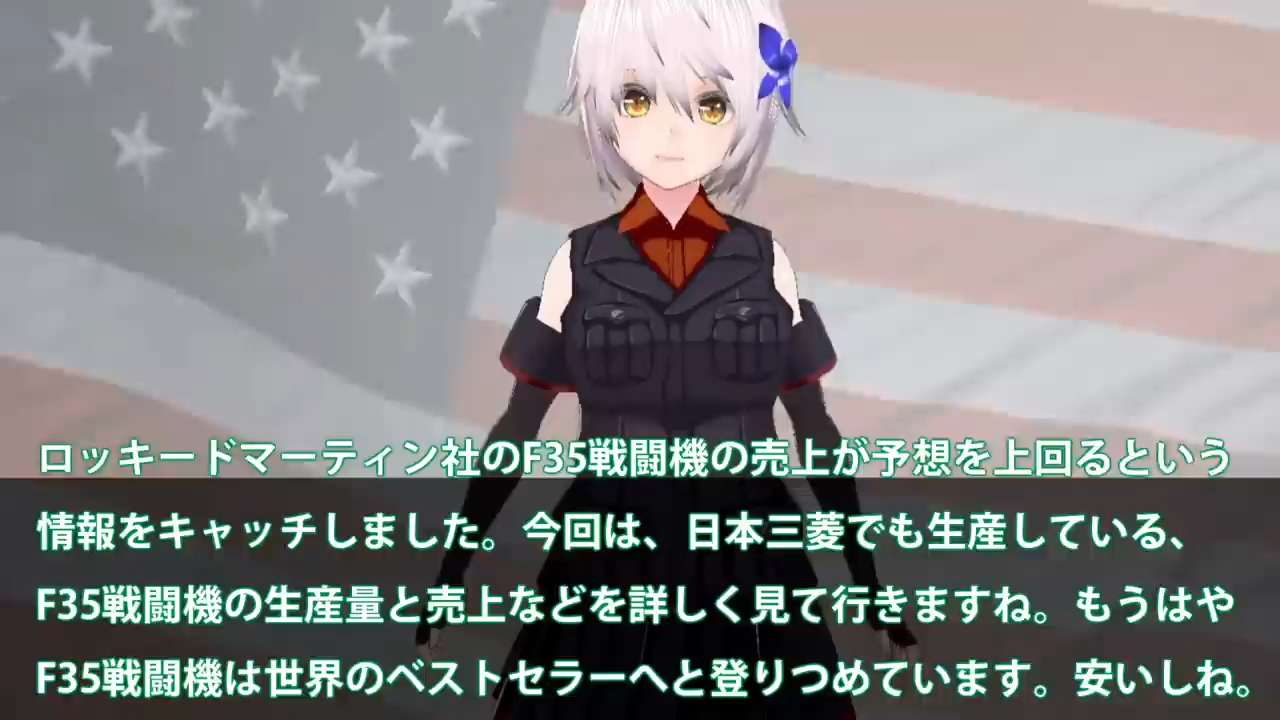 ロッキードマーティン社のF35戦闘機の売上が予想を上回るという
情報をキャッチしました。今回は、日本三菱でも生産している、
F35戦闘機の生産量と売上などを詳しく見て行きますね。もうはや
F35戦闘機は世界のベストセラーへと登りつめています。安いしね。